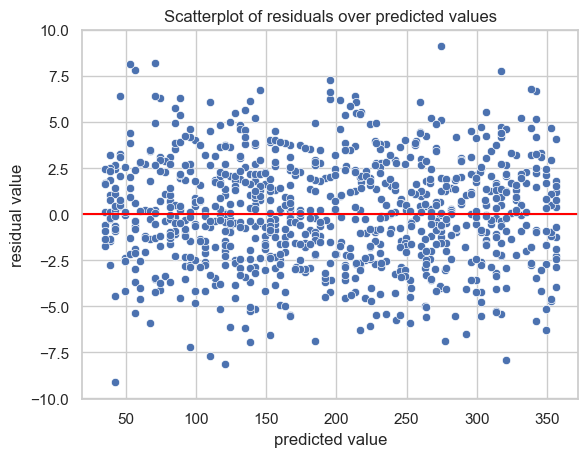 Scatterplot of residuals over predicted values
residual value
10.0
7.5
5.0
2.5
0.0
−2.5
−5.0
−7.5
−10.0
50 100 150 200 250 300 350
predicted value